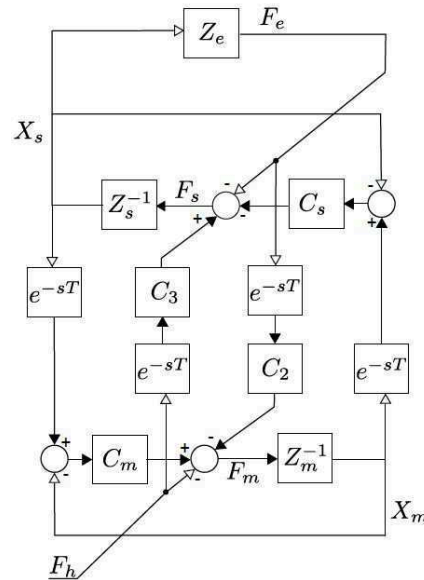 F_e
Z_e
X_s
-
-
F_s
Z_s^{-1}
+
-
C_s
+
e^{-sT}
C_3
e^{-sT}
e^{-sT}
C_2
e^{-sT}
+
-
C_m
+
-
-
F_m
Z_m^{-1}
X_m
F_h